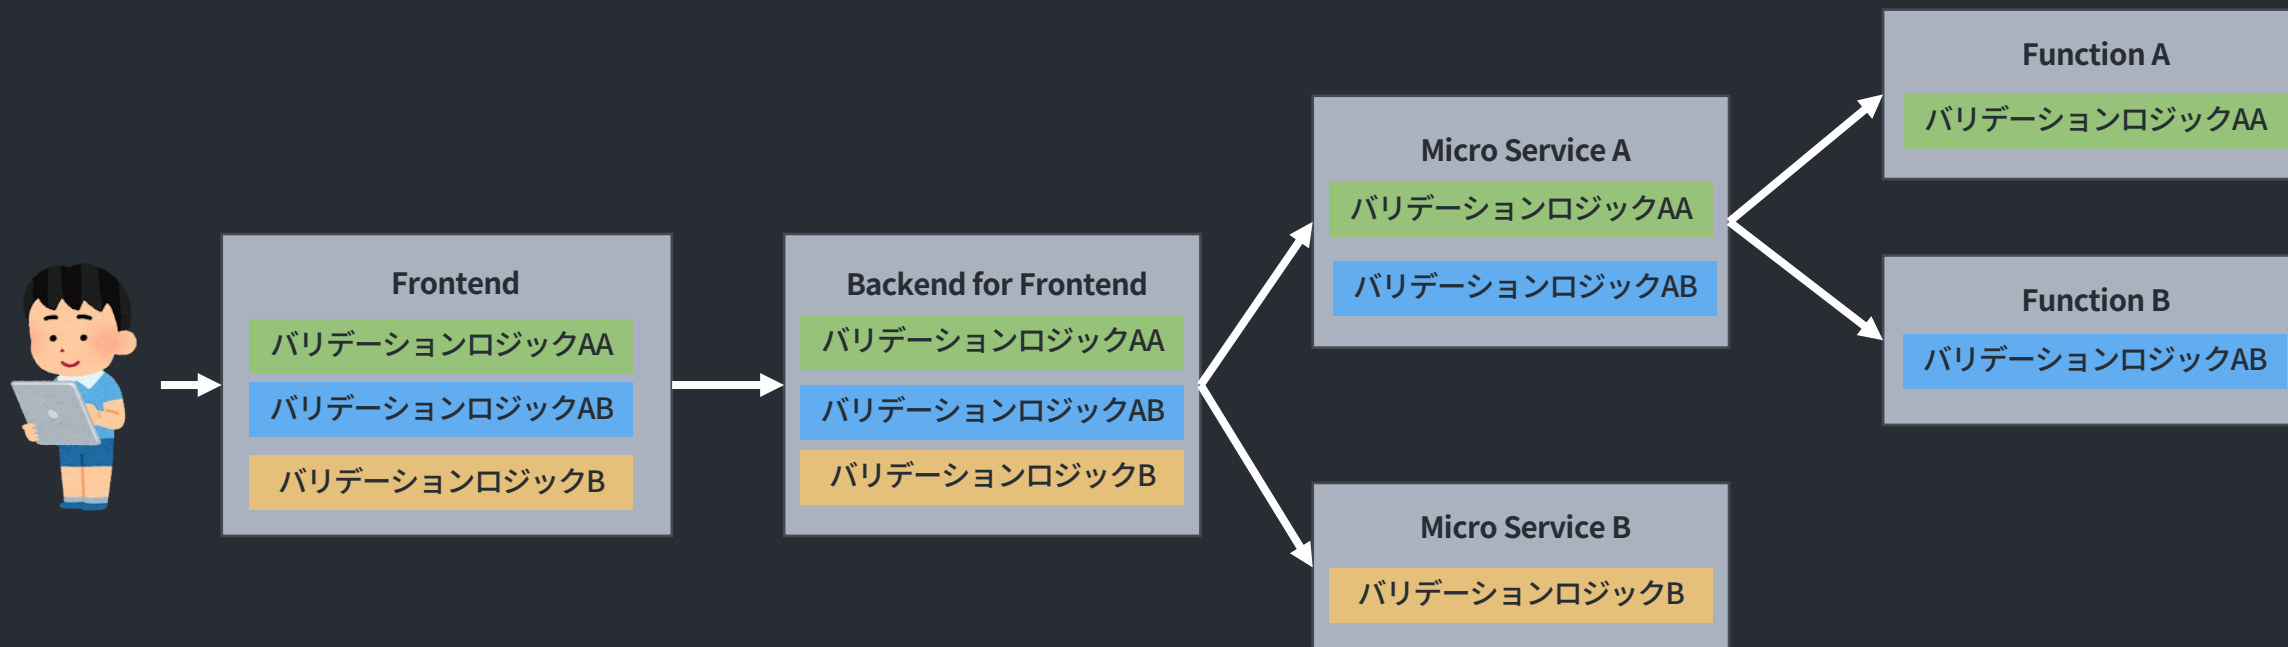 Frontend
バリデーションロジックAA
バリデーションロジックAB
バリデーションロジックB
Backend for Frontend
バリデーションロジックAA
バリデーションロジックAB
バリデーションロジックB
Micro Service A
バリデーションロジックAA
バリデーションロジックAB
Micro Service B
バリデーションロジックB
Function A
バリデーションロジックAA
Function B
バリデーションロジックAB